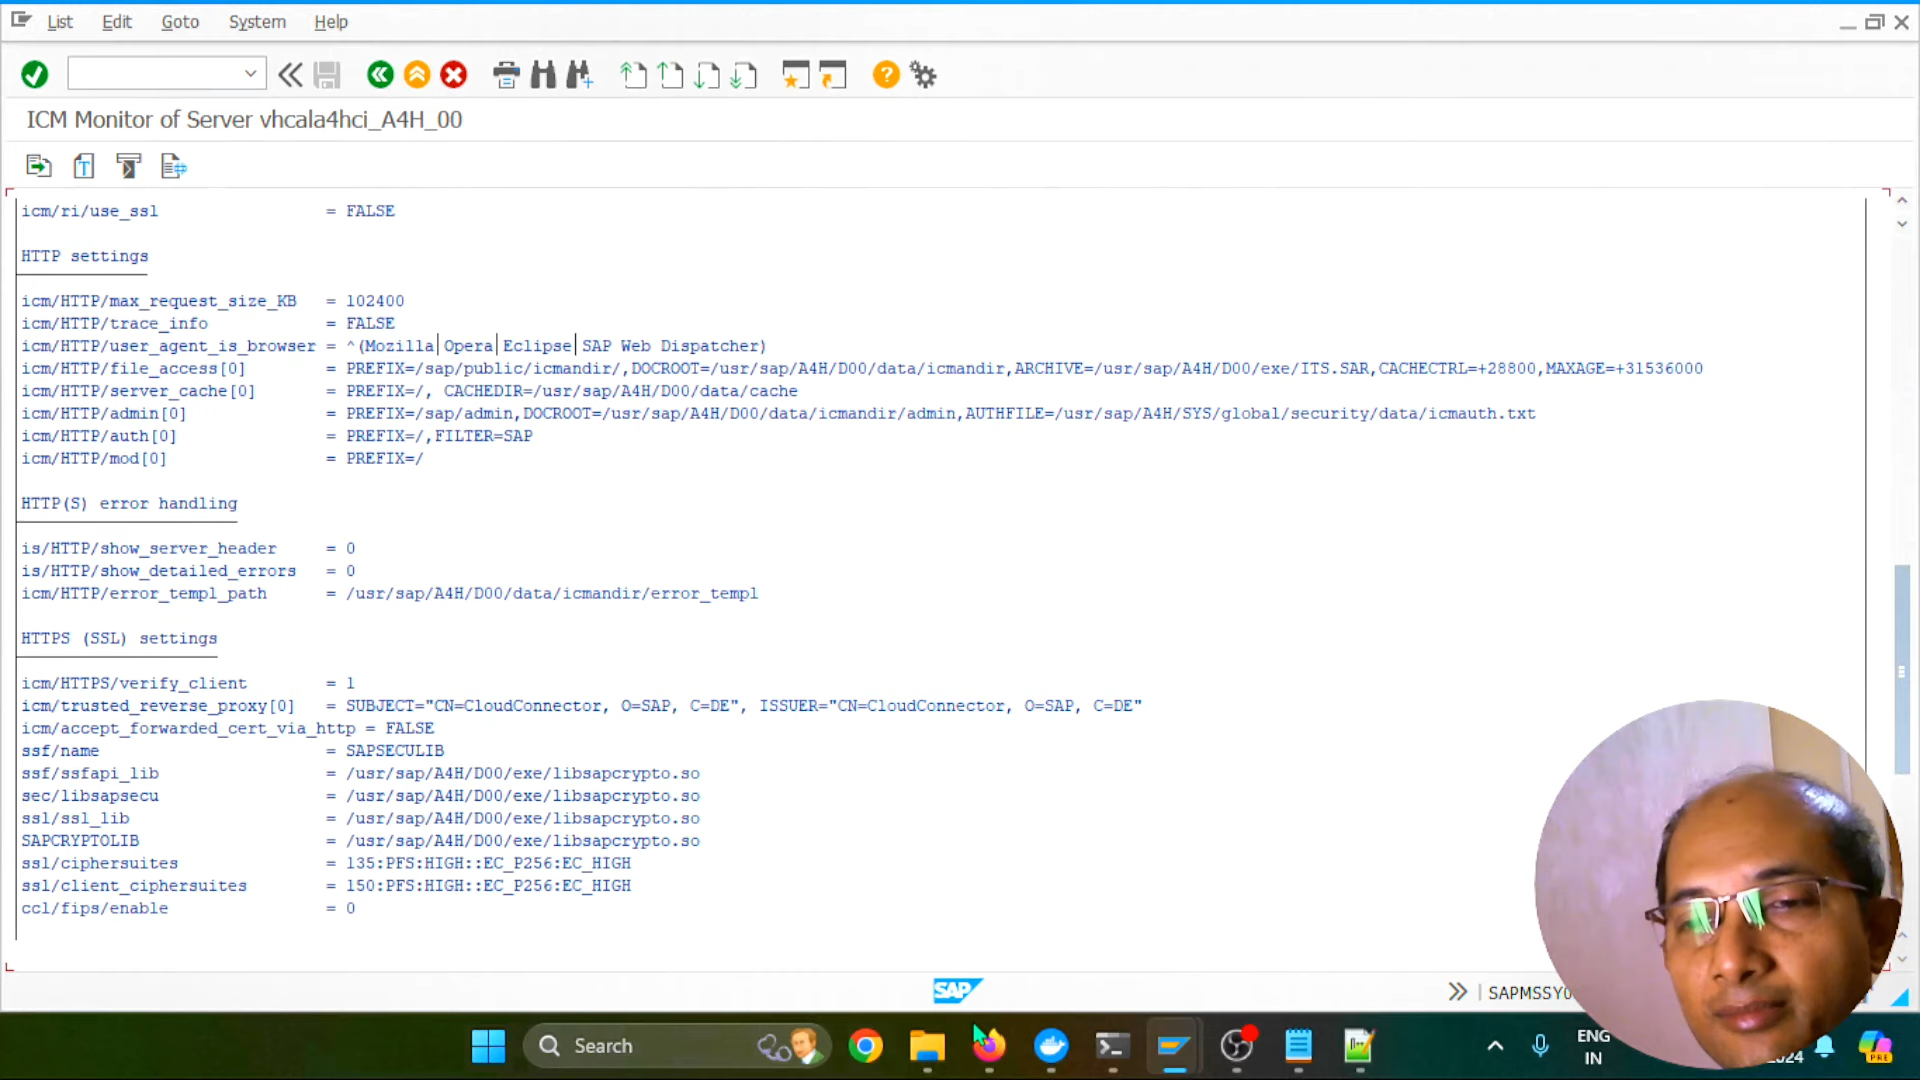 List Edit Goto System Help
ICM Monitor of Server vhcala4hci_A4H_00
icm/ri/use_ssl = FALSE
HTTP settings
icm/HTTP/max_request_size_KB = 102400
icm/HTTP/trace_info = FALSE
icm/HTTP/user_agent_is_browser = ^(Mozilla|Opera|Eclipse|SAP Web Dispatcher)
icm/HTTP/file_access[0] = PREFIX=/sap/public/icmandir/,DOCROOT=/usr/sap/A4H/D00/data/icmandir,ARCHIVE=/usr/sap/A4H/D00/exe/ITS.SAR,CACHECTRL=+28800,MAXAGE=+31536000
icm/HTTP/server_cache[0] = PREFIX=/, CACHEDIR=/usr/sap/A4H/D00/data/cache
icm/HTTP/admin[0] = PREFIX=/sap/admin,DOCROOT=/usr/sap/A4H/D00/data/icmandir/admin,AUTHFILE=/usr/sap/A4H/SYS/global/security/data/icmauth.txt
icm/HTTP/auth[0] = PREFIX=/,FILTER=SAP
icm/HTTP/mod[0] = PREFIX=/
HTTP(S) error handling
is/HTTP/show_server_header = 0
is/HTTP/show_detailed_errors = 0
icm/HTTP/error_templ_path = /usr/sap/A4H/D00/data/icmandir/error_templ
HTTPS (SSL) settings
icm/HTTPS/verify_client = 1
icm/trusted_reverse_proxy[0] = SUBJECT="CN=CloudConnector, O=SAP, C=DE", ISSUER="CN=CloudConnector, O=SAP, C=DE"
icm/accept_forwarded_cert_via_http = FALSE
ssf/name = SAPSECULIB
ssf/ssfapi_lib = /usr/sap/A4H/D00/exe/libsapcrypto.so
sec/libsapsecu = /usr/sap/A4H/D00/exe/libsapcrypto.so
ssl/ssl_lib = /usr/sap/A4H/D00/exe/libsapcrypto.so
SAPCRYPTOLIB = /usr/sap/A4H/D00/exe/libsapcrypto.so
ssl/ciphersuites = 135:PFS:HIGH::EC_P256:EC_HIGH
ssl/client_ciphersuites = 150:PFS:HIGH::EC_P256:EC_HIGH
ccl/fips/enable = 0
SAP
Search
ENG
IN
PRE